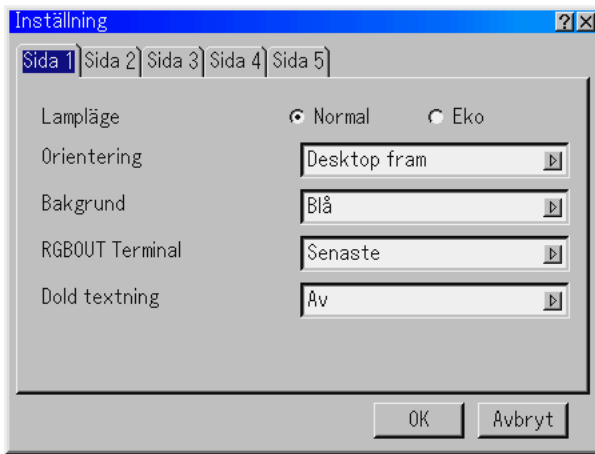 Inställning
Sida 1 Sida 2 Sida 3 Sida 4 Sida 5
Lampläge Normal Eko
Orientering Desktop fram
Bakgrund Blå
RGBOUT Terminal Senaste
Dold textning Av
OK Avbryt